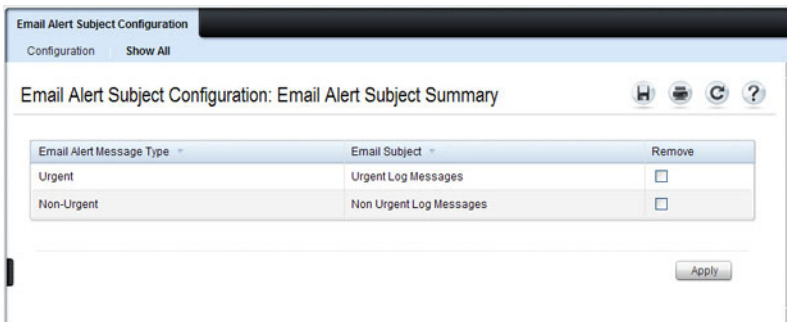 Email Alert Subject Configuration
Configuration Show All
Email Alert Subject Configuration: Email Alert Subject Summary
?
Email Alert Message Type Email Subject Remove
Urgent Urgent Log Messages
Non-Urgent Non Urgent Log Messages
Apply